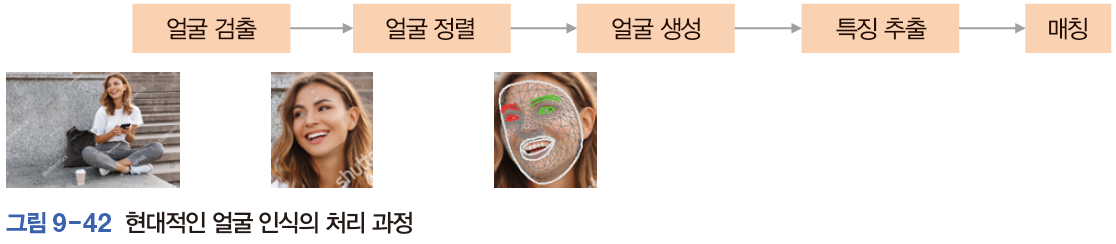 얼굴 검출 얼굴 정렬 얼굴 생성 특징 추출 매칭
shutt
그림 9-42 현대적인 얼굴 인식의 처리 과정